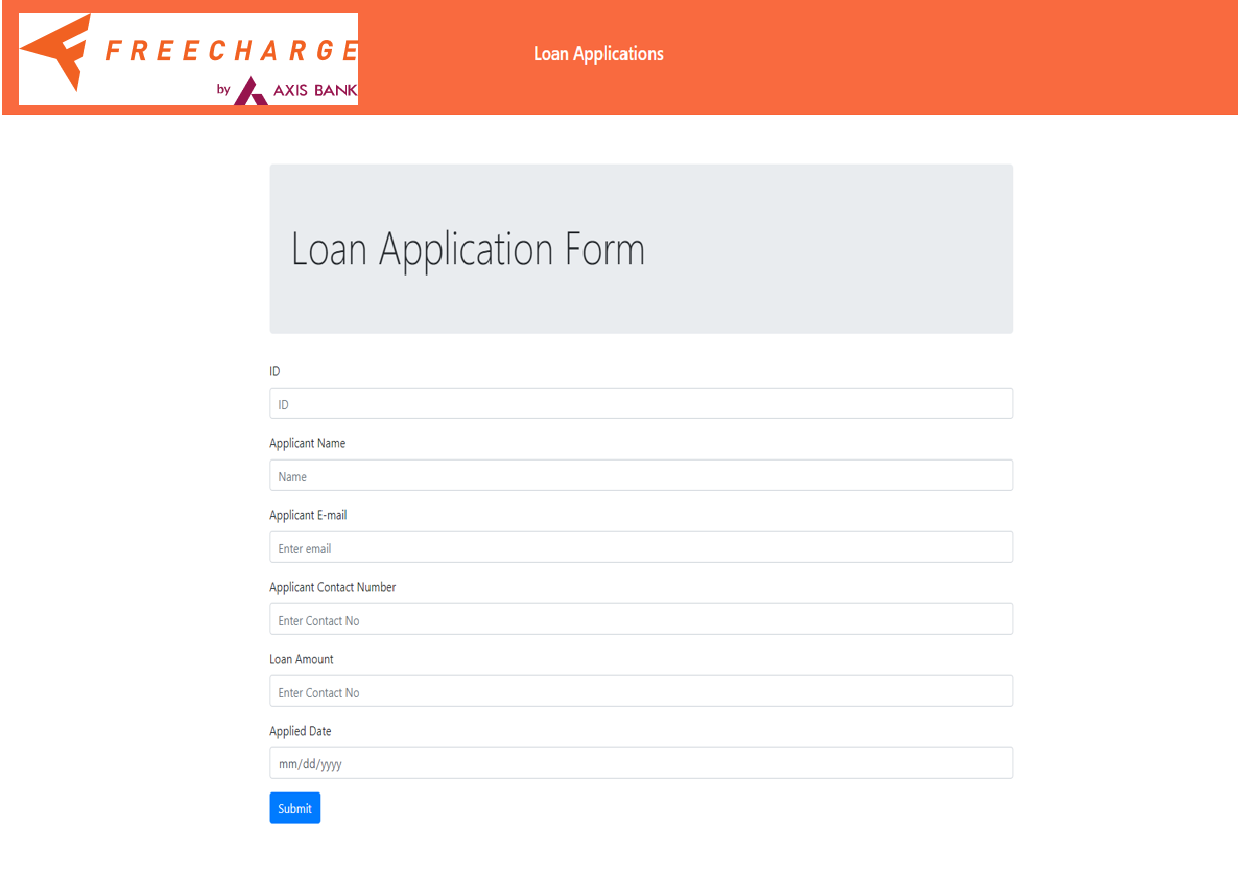 FREECHARGE
by AXIS BANK
Loan Applications
Loan Application Form
ID
ID
Applicant Name
Name
Applicant E-mail
Enter email
Applicant Contact Number
Enter Contact No
Loan Amount
Enter Contact No
Applied Date
mm/dd/yyyy
Submit